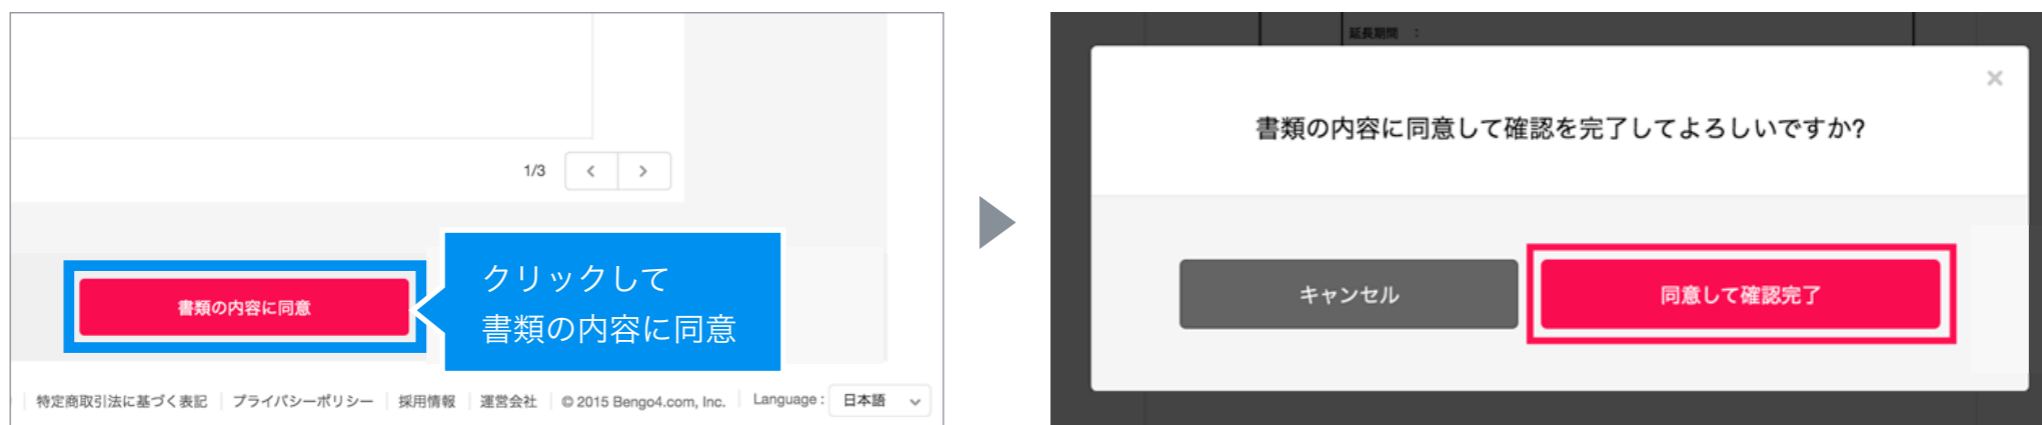 1/3
書類の内容に同意
クリックして
書類の内容に同意
特定商取引法に基づく表記 プライバシーポリシー 採用情報 運営会社 © 2015 Bengo4.com, Inc. Language : 日本語
延長期間 ：
×
書類の内容に同意して確認を完了してよろしいですか?
キャンセル
同意して確認完了